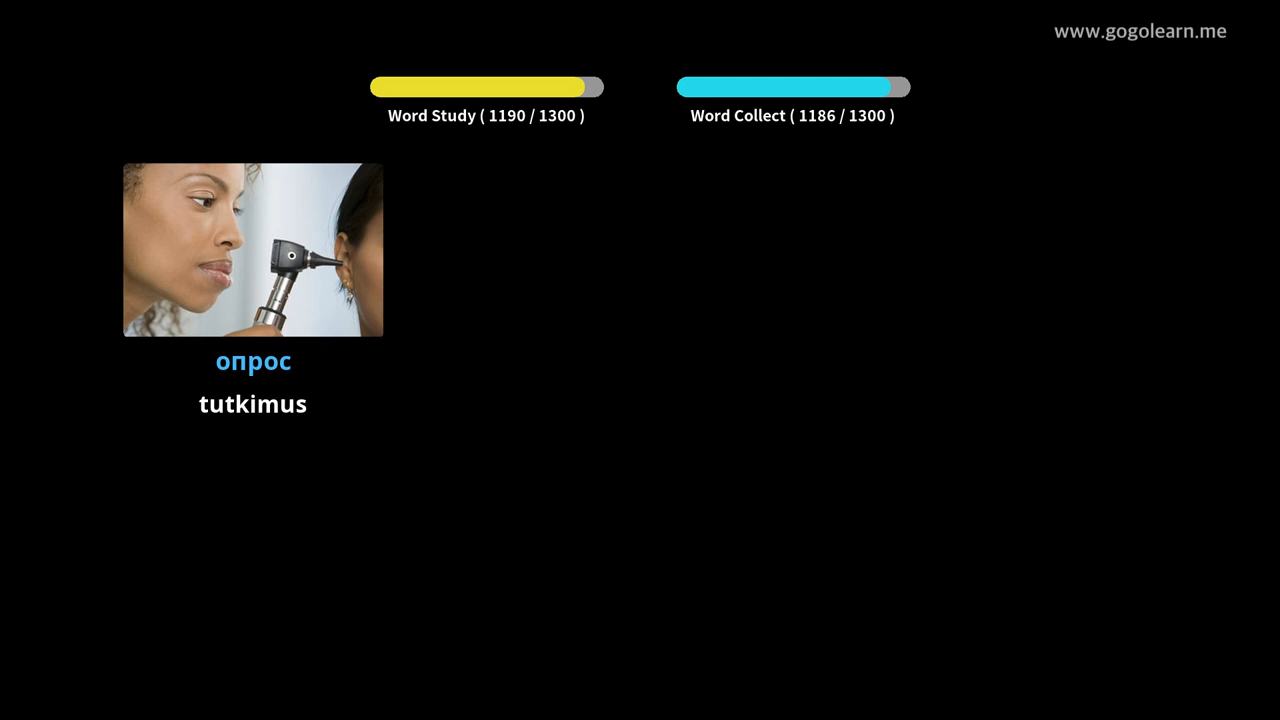 www.gogolearn.me
Word Study ( 1190 / 1300 )
Word Collect ( 1186 / 1300 )
опрос
tutkimus